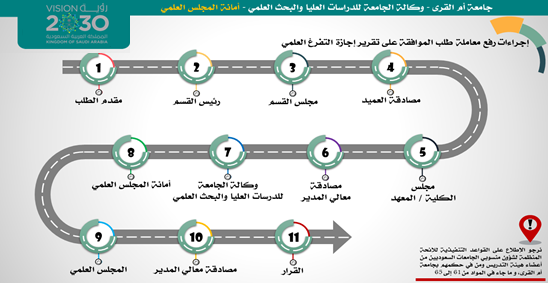 جامعة أم القرى - وكالة الجامعة للدرسات العليا والبحث العلمي - أمانة المجلس العلمي
رؤيـــة VISION
2030
المملكة العربية السعودية
KINGDOM OF SAUDI ARABIA
إجراءات رفع معاملة طلب الموافقة على تقرير إجازة التفرغ العلمي
1
مقدم الطلب
2
رئيس القسم
3
مجلس القسم
4
مصادقة العميد
5
مجلس
الكلية / المعهد
6
مصادقة
معالي المدير
7
وكالة الجامعة
للدرسات العليا والبحث العلمي
8
أمانة المجلس العلمي
9
المجلس العلمي
10
مصادقة معالي المدير
11
القرار
نرجو الاطلاع على القواعد التنفيذية للائحة
المنظمة لشؤون منسوبي الجامعات السعوديين من
أعضاء هيئة التدريس ومن في حكمهم بجامعة
أم القرى، و ما جاء في المواد من 61 إلى 65